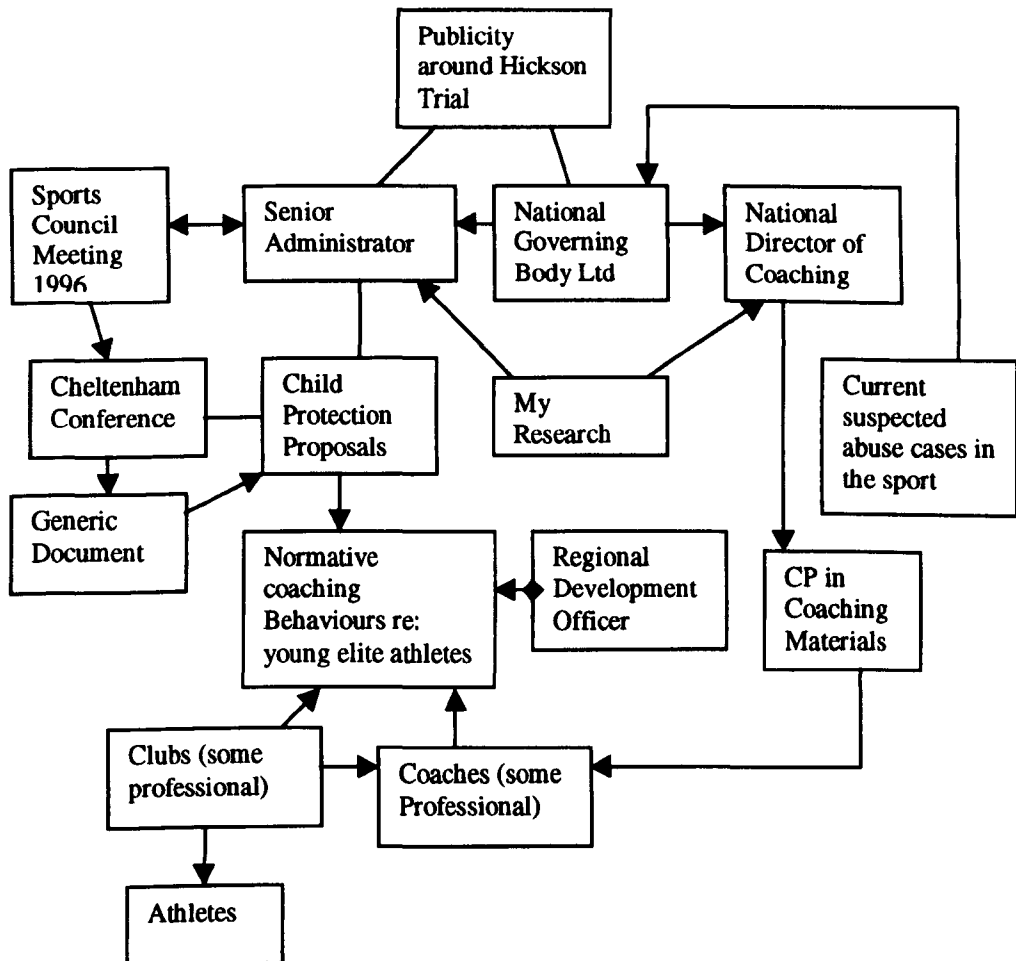 Publicity
around Hickson
Trial
Sports
Council
Meeting
1996
Senior
Administrator
National
Governing
Body Ltd
National
Director of
Coaching
Cheltenham
Conference
Child
Protection
Proposals
My
Research
Current
suspected
abuse cases in
the sport
Generic
Document
Normative
coaching
Behaviours re:
young elite athletes
Regional
Development
Officer
CP in
Coaching
Materials
Clubs (some
professional)
Coaches (some
Professional)
Athletes